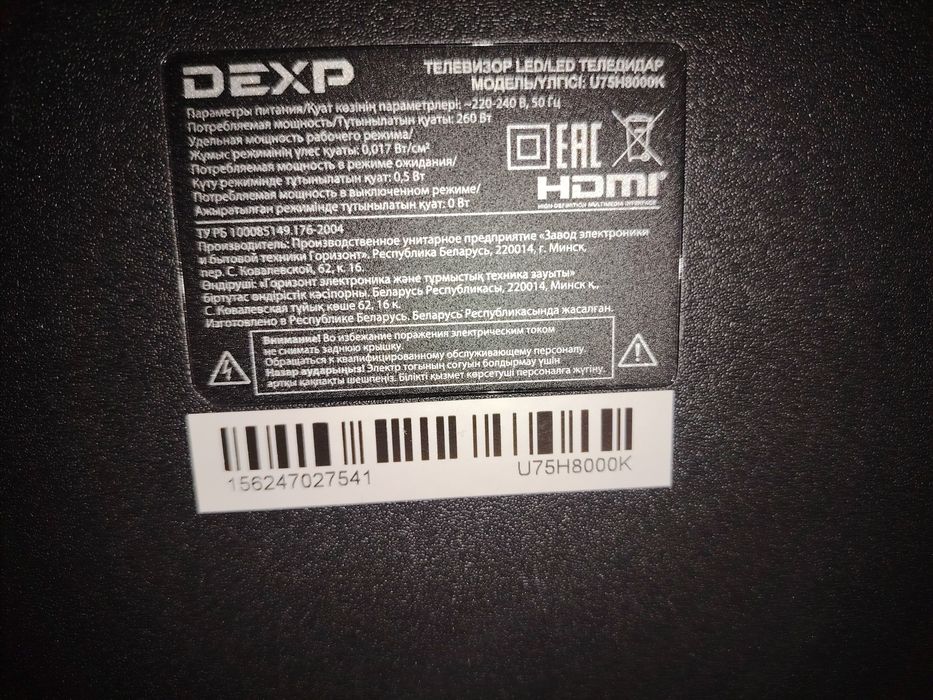 DEXP
ТЕЛЕВИЗОР LED/LED ТЕЛЕДИДАР
МОДЕЛЬ/ҮЛГІСІ: U75H8000K
Параметры питания/Қуат көзінің параметрлері: ~220-240 В, 50 Гц
Потребляемая мощность/Тұтынылатын қуаты: 260 Вт
Удельная мощность рабочего режима/
Жұмыс режимінің үлес қуаты: 0,017 Вт/см²
Потребляемая мощность в режиме ожидания/
Күту режимінде тұтынылатын қуат: 0,5 Вт
Потребляемая мощность в выключенном режиме/
Ажыратылған режимінде тұтынылатын қуат: 0 Вт
EAC
HDMI
HIGH-DEFINITION MULTIMEDIA INTERFACE
ТУ РБ 100085149.176-2004
Производитель: Производственное унитарное предприятие «Завод электроники
и бытовой техники Горизонт». Республика Беларусь, 220014, г. Минск,
пер. С. Ковалевской, 62, к. 16.
Өндіруші: «Горизонт электроника және тұрмыстық техника зауыты»
біртұтас өндірістік кәсіпорны. Беларусь Республикасы, 220014, Минск қ.,
С. Ковалевская тұйық көше 62, 16 к.
Изготовлено в Республике Беларусь. Беларусь Республикасында жасалған.
Внимание! Во избежание поражения электрическим током
не снимать заднюю крышку.
Обращаться к квалифицированному обслуживающему персоналу.
Назар аударыңыз! Электр тогының соғуын болдырмау үшін
артқы қақпақты шешпеңіз. Білікті қызмет көрсетуші персоналға жүгіну.
156247027541
U75H8000K